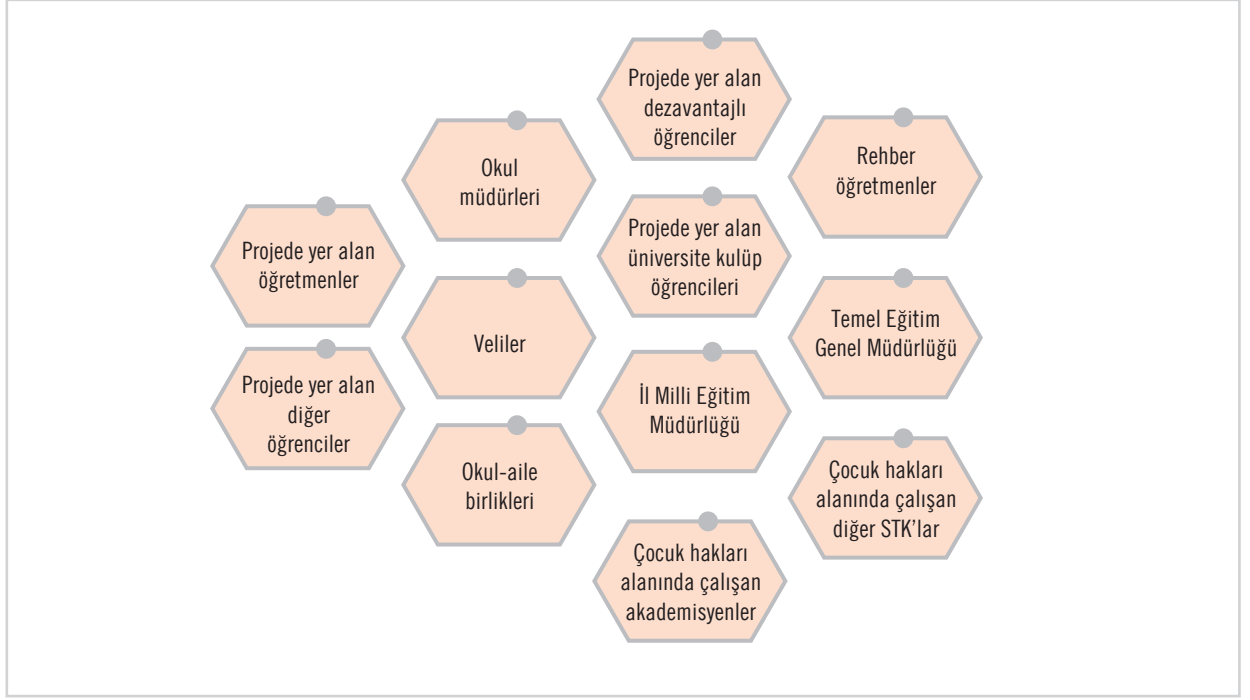 Projede yer alan
dezavantajlı
öğrenciler
Okul
müdürleri
Rehber
öğretmenler
Projede yer alan
öğretmenler
Projede yer alan
üniversite kulüp
öğrencileri
Veliler
Temel Eğitim
Genel Müdürlüğü
Projede yer alan
diğer
öğrenciler
İl Milli Eğitim
Müdürlüğü
Okul-aile
birlikleri
Çocuk hakları
alanında çalışan
diğer STK’lar
Çocuk hakları
alanında çalışan
akademisyenler